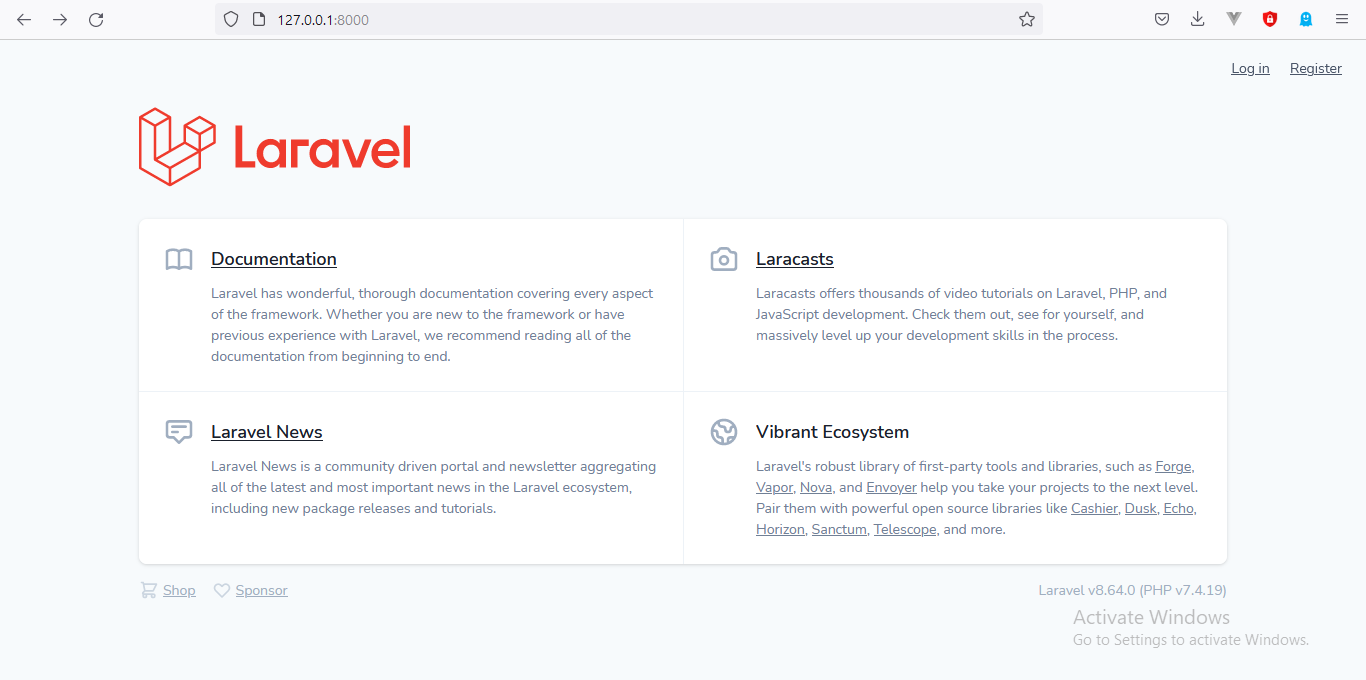 127.0.0.1:8000
Log in Register
Laravel
Documentation
Laravel has wonderful, thorough documentation covering every aspect
of the framework. Whether you are new to the framework or have
previous experience with Laravel, we recommend reading all of the
documentation from beginning to end.
Laracasts
Laracasts offers thousands of video tutorials on Laravel, PHP, and
JavaScript development. Check them out, see for yourself, and
massively level up your development skills in the process.
Laravel News
Laravel News is a community driven portal and newsletter aggregating
all of the latest and most important news in the Laravel ecosystem,
including new package releases and tutorials.
Vibrant Ecosystem
Laravel's robust library of first-party tools and libraries, such as Forge,
Vapor, Nova, and Envoyer help you take your projects to the next level.
Pair them with powerful open source libraries like Cashier, Dusk, Echo,
Horizon, Sanctum, Telescope, and more.
Shop Sponsor
Laravel v8.64.0 (PHP v7.4.19)
Activate Windows
Go to Settings to activate Windows.